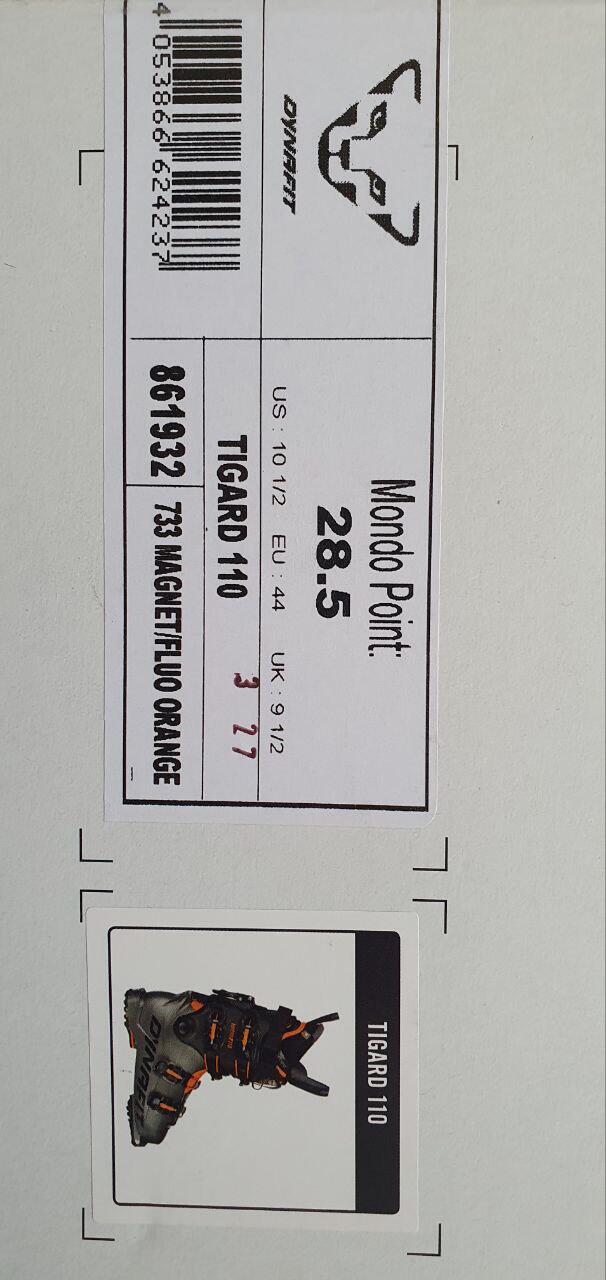 DYNAFIT
Mondo Point:
28.5
US : 10 1/2 EU : 44 UK : 9 1/2
TIGARD 110
3 27
4 053866 624237
861932
733 MAGNET/FLUO ORANGE
TIGARD 110
DYNAFIT